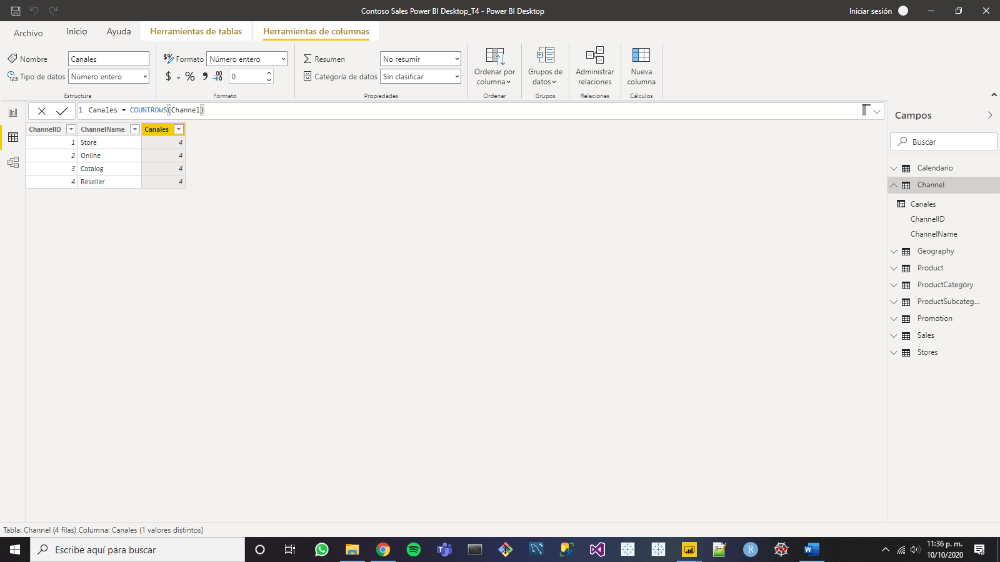 Contoso Sales Power BI Desktop_T4 - Power BI Desktop
Iniciar sesión
Archivo
Inicio
Ayuda
Herramientas de tablas
Herramientas de columnas
Nombre
Canales
Tipo de datos
Número entero
Estructura
Formato
Número entero
$ % 0
Formato
Resumen
No resumir
Categoría de datos
Sin clasificar
Propiedades
Ordenar por
columna
Ordenar
Grupos de
datos
Grupos
Administrar
relaciones
Relaciones
Nueva
columna
Cálculos
1 Canales = COUNTROWS(Channel)
ChannelID ChannelName Canales
1 Store 4
2 Online 4
3 Catalog 4
4 Reseller 4
Campos
Buscar
Calendario
Channel
Canales
ChannelID
ChannelName
Geography
Product
ProductCategory
ProductSubcateg...
Promotion
Sales
Stores
Tabla: Channel (4 filas) Columna: Canales (1 valores distintos)
Escribe aquí para buscar
11:36 p. m.
10/10/2020